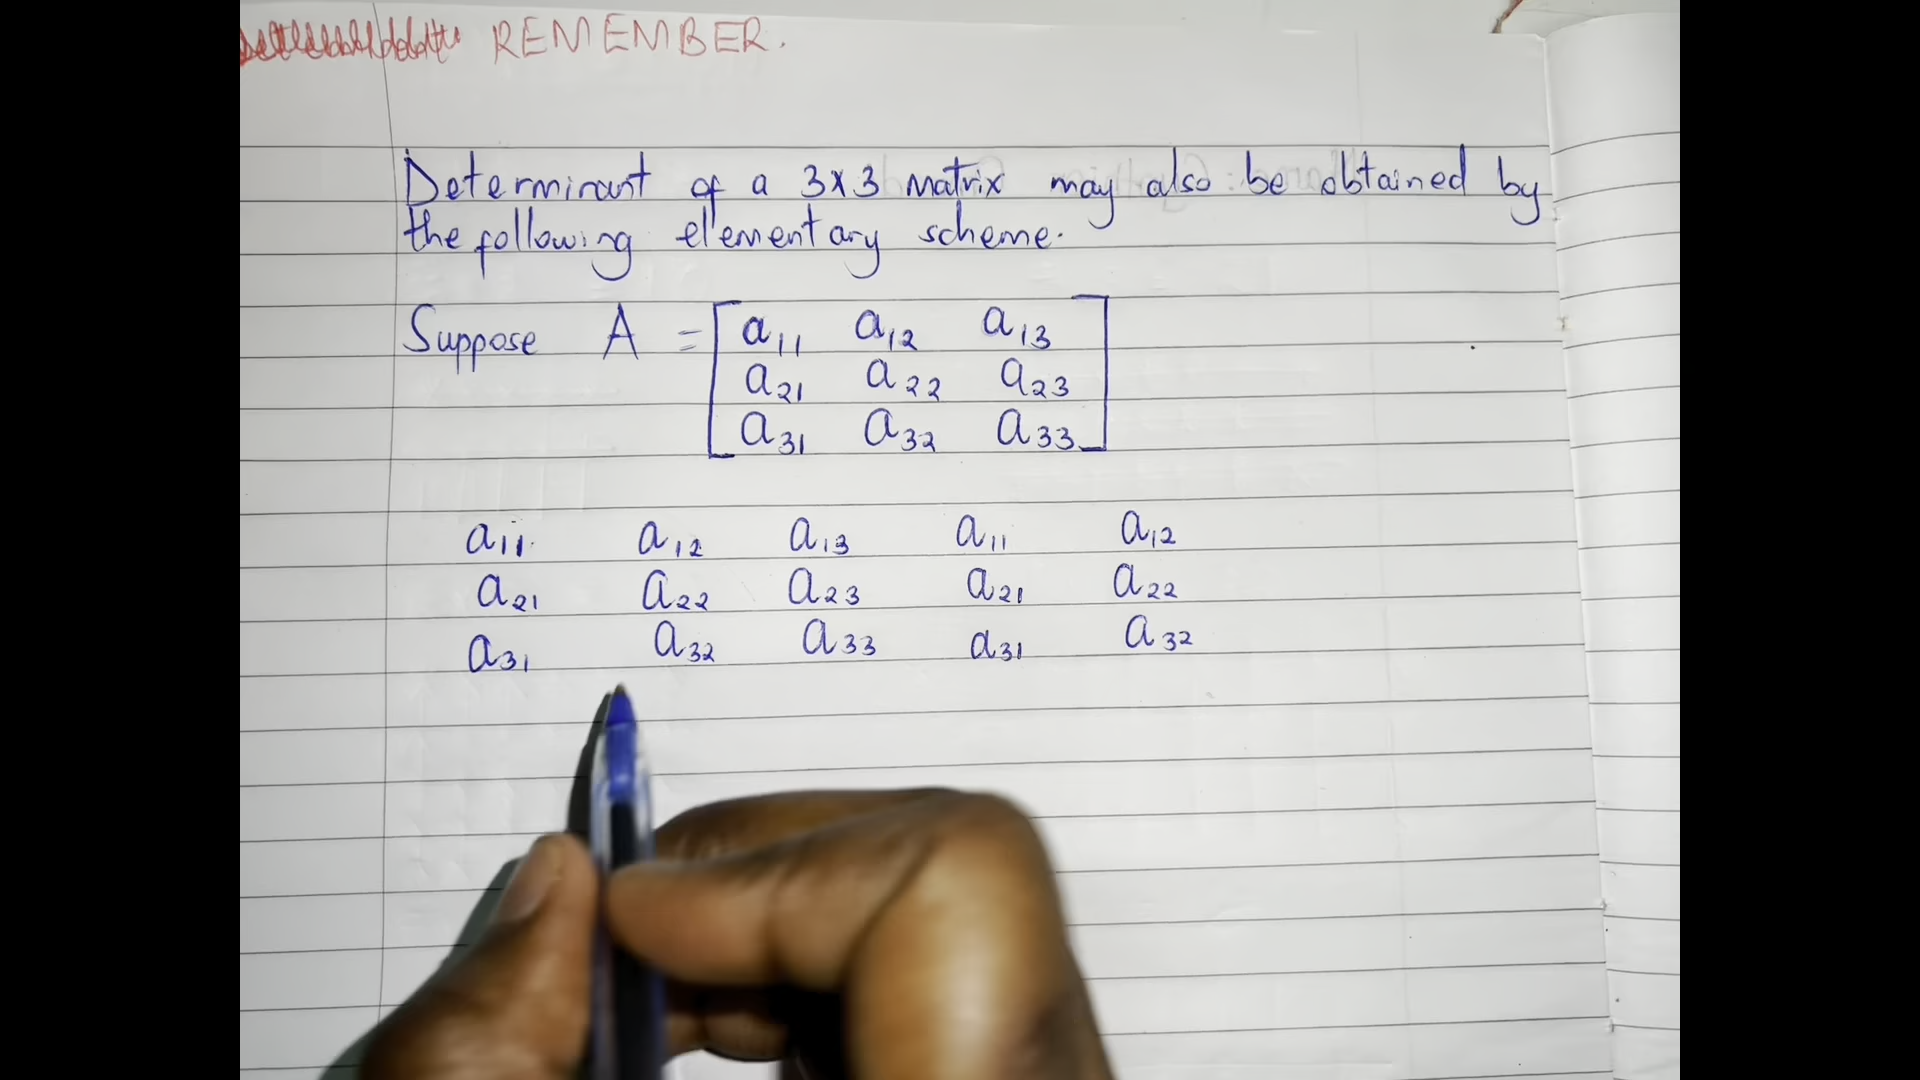 REMEMBER.
Determinant of a 3x3 matrix may also be obtained by
the following elementary scheme.
Suppose A = [a₁₁ a₁₂ a₁₃
a₂₁ a₂₂ a₂₃
a₃₁ a₃₂ a₃₃]
a₁₁ a₁₂ a₁₃ a₁₁ a₁₂
a₂₁ a₂₂ a₂₃ a₂₁ a₂₂
a₃₁ a₃₂ a₃₃ a₃₁ a₃₂